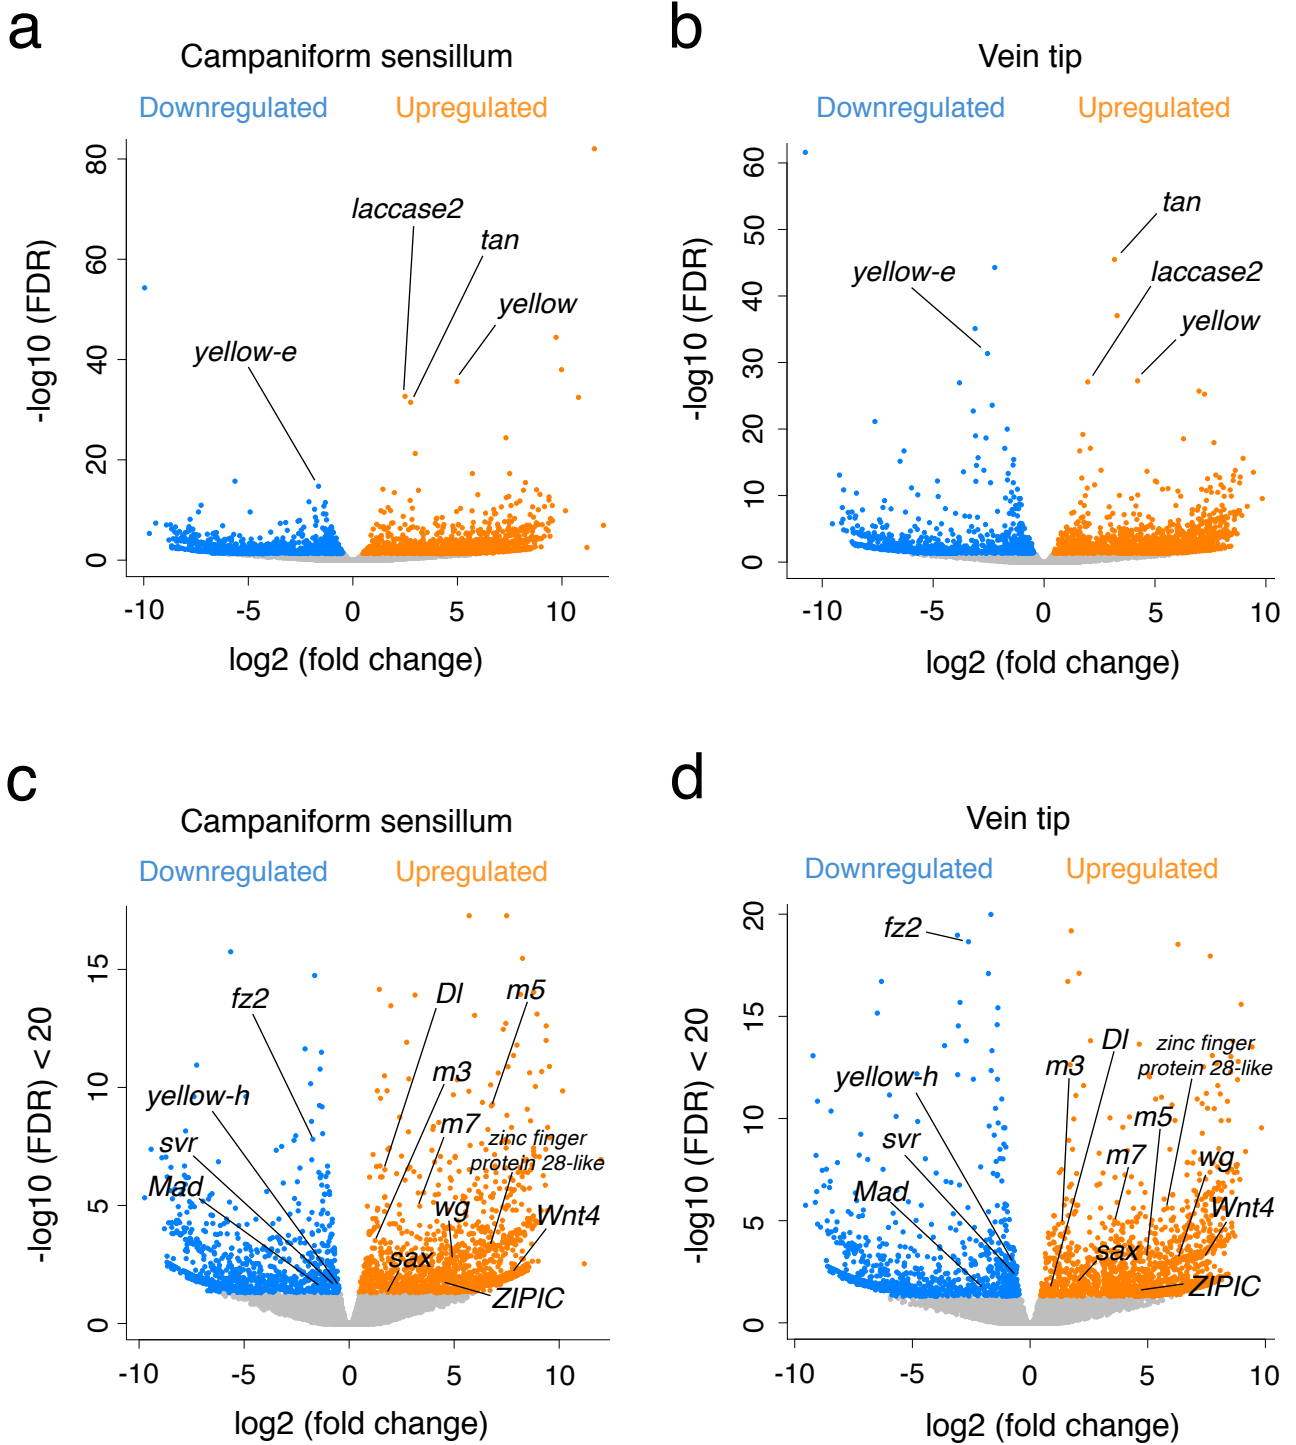 a
Campaniform sensillum
Downregulated
Upregulated
80
60
40
20
0
-log10 (FDR)
laccase2
tan
yellow
yellow-e
-10
-5
0
5
10
log2 (fold change)
b
Vein tip
Downregulated
Upregulated
60
50
40
30
20
10
0
-log10 (FDR)
tan
yellow-e
laccase2
yellow
-10
-5
0
5
10
log2 (fold change)
c
Campaniform sensillum
Downregulated
Upregulated
15
10
5
0
-log10 (FDR) < 20
fz2
Dl
m5
yellow-h
m3
svr
m7
zinc finger
protein 28-like
Mad
wg
Wnt4
sax
ZIPIC
-10
-5
0
5
10
log2 (fold change)
d
Vein tip
Downregulated
Upregulated
20
15
10
5
0
-log10 (FDR) < 20
fz2
Dl
zinc finger
protein 28-like
m3
yellow-h
m5
svr
m7
wg
Mad
Wnt4
sax
ZIPIC
-10
-5
0
5
10
log2 (fold change)